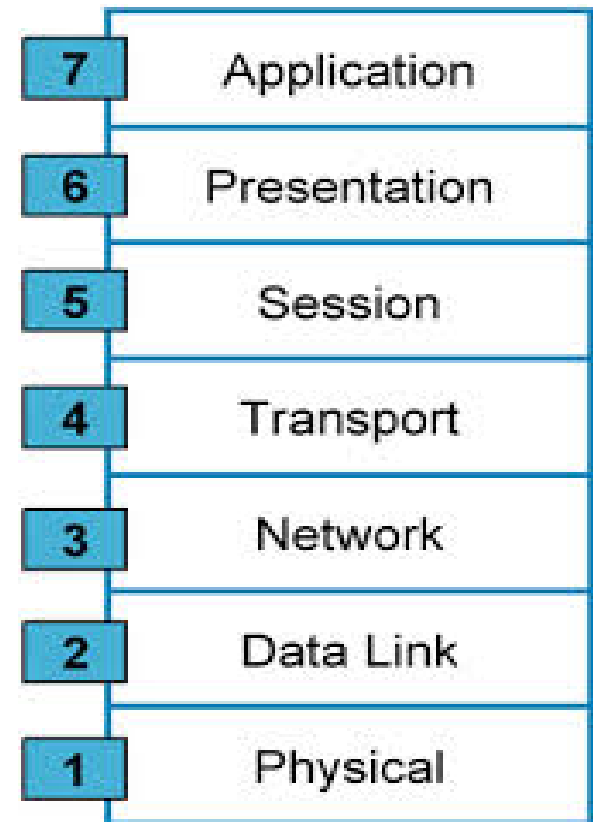 7 Application
6 Presentation
5 Session
4 Transport
3 Network
2 Data Link
1 Physical